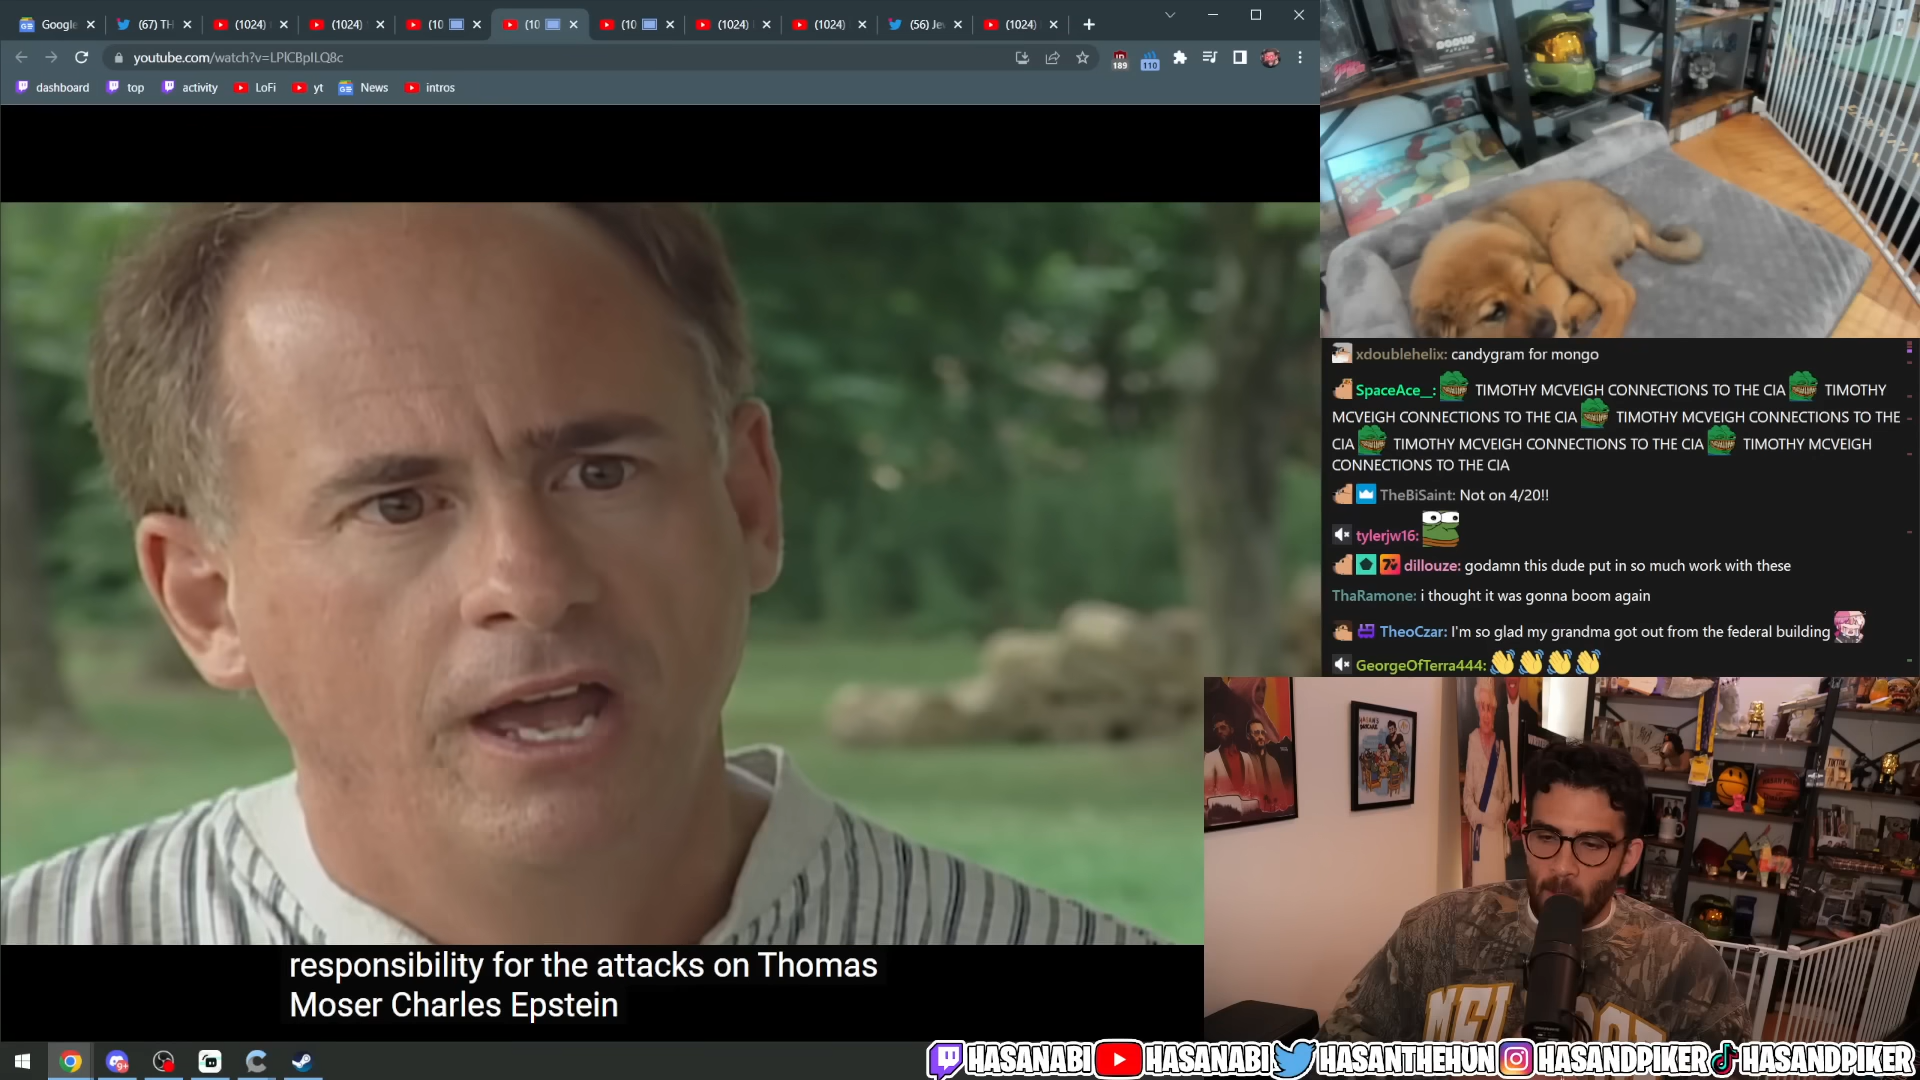 Google
(67) TH
(1024)
(1024)
(10
(10
(10
(1024)
(1024)
(56) Je
(1024)
youtube.com/watch?v=LPlCBpILQ8c
189
110
dashboard
top
activity
LoFi
yt
News
intros
xdoublehelix: candygram for mongo
SpaceAce__: TIMOTHY MCVEIGH CONNECTIONS TO THE CIA TIMOTHY
MCVEIGH CONNECTIONS TO THE CIA TIMOTHY MCVEIGH CONNECTIONS TO THE
CIA TIMOTHY MCVEIGH CONNECTIONS TO THE CIA TIMOTHY MCVEIGH
CONNECTIONS TO THE CIA
TheBiSaint: Not on 4/20!!
tylerjw16:
dillouze: godamn this dude put in so much work with these
ThaRamone: i thought it was gonna boom again
TheoCzar: I'm so glad my grandma got out from the federal building
GeorgeOfTerra444:
responsibility for the attacks on Thomas
Moser Charles Epstein
HASANABI HASANABI HASANTHEHUN HASANDPIKER HASANDPIKER